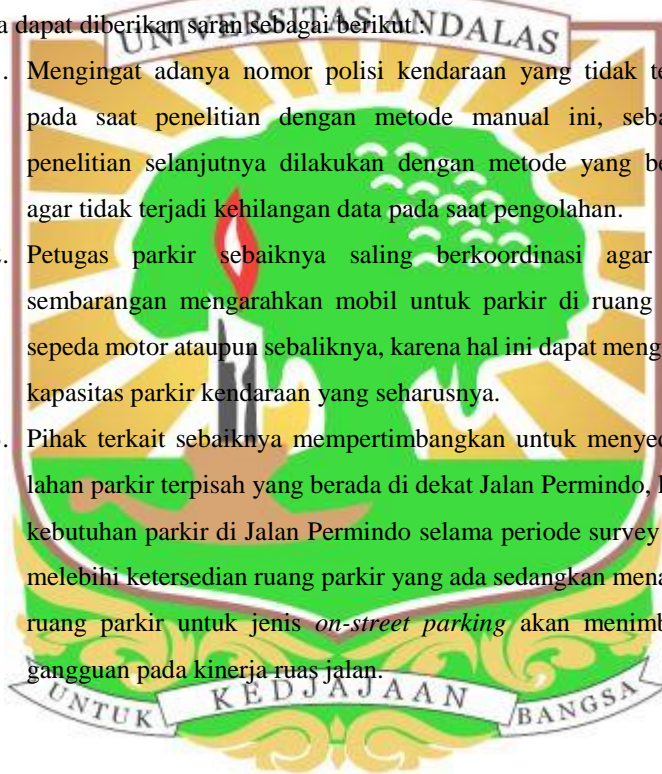 a dapat diberikan saran sebagai berikut :
UNIVERSITAS ANDALAS
. Mengingat adanya nomor polisi kendaraan yang tidak te
pada saat penelitian dengan metode manual ini, seba
penelitian selanjutnya dilakukan dengan metode yang be
agar tidak terjadi kehilangan data pada saat pengolahan.
. Petugas parkir sebaiknya saling berkoordinasi agar
sembarangan mengarahkan mobil untuk parkir di ruang
sepeda motor ataupun sebaliknya, karena hal ini dapat meng
kapasitas parkir kendaraan yang seharusnya.
. Pihak terkait sebaiknya mempertimbangkan untuk menyed
lahan parkir terpisah yang berada di dekat Jalan Permindo,
kebutuhan parkir di Jalan Permindo selama periode survey
melebihi ketersedian ruang parkir yang ada sedangkan mena
ruang parkir untuk jenis on-street parking akan menimb
gangguan pada kinerja ruas jalan.
UNTUK KEDJAJAAN BANGSA